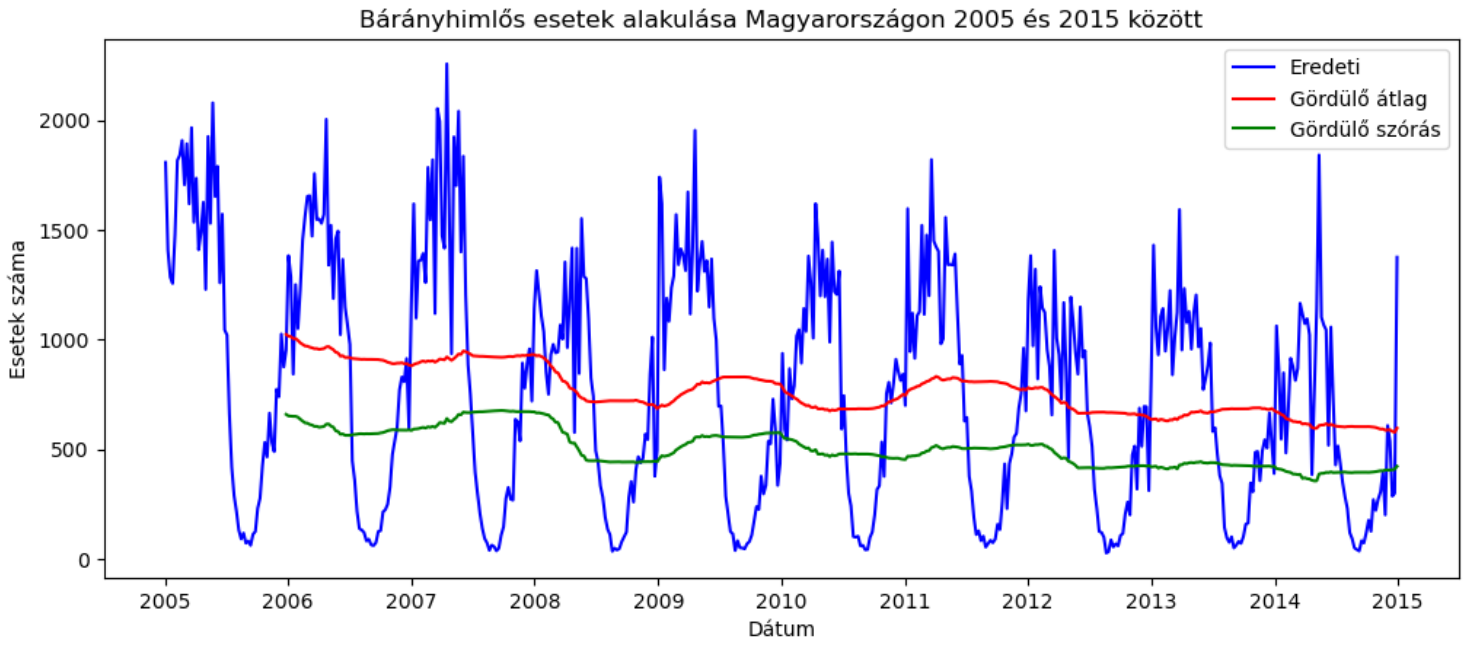 Bárányhimlős esetek alakulása Magyarországon 2005 és 2015 között
Eredeti
Gördülő átlag
Gördülő szórás
Esetek száma
2000
1500
1000
500
0
2005 2006 2007 2008 2009 2010 2011 2012 2013 2014 2015
Dátum